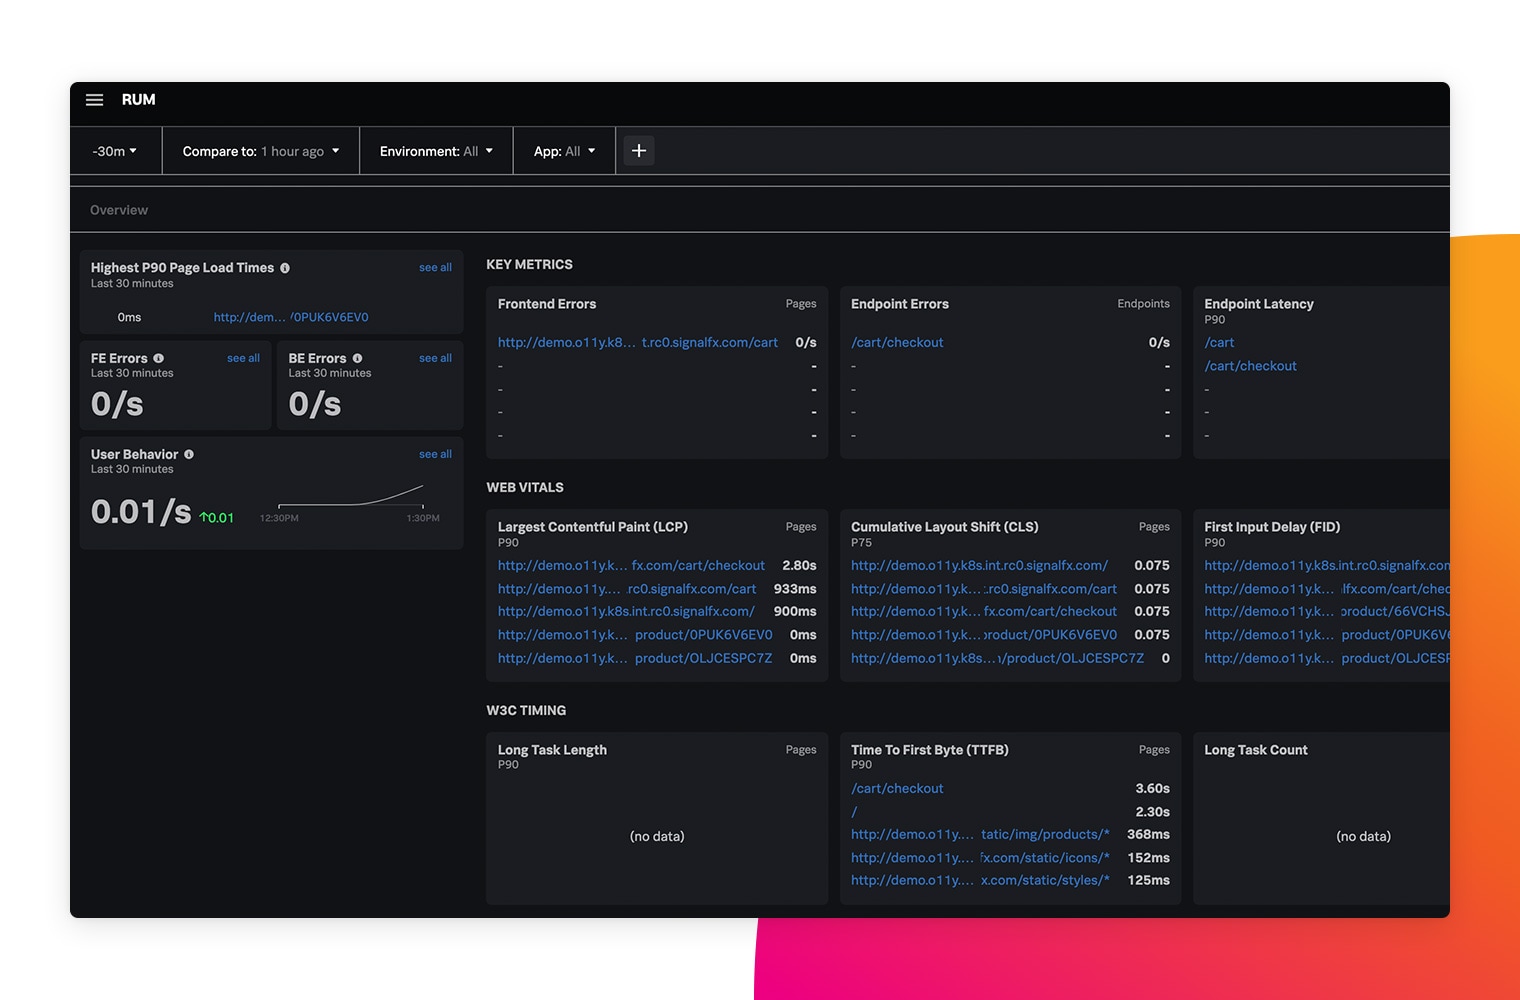 RUM
-30m
Compare to: 1 hour ago
Environment: All
App: All
+
Overview
Highest P90 Page Load Times
see all
Last 30 minutes
0ms
http://dem… /0PUK6V6EV0
FE Errors
see all
Last 30 minutes
0/s
BE Errors
see all
Last 30 minutes
0/s
User Behavior
see all
Last 30 minutes
0.01/s
↑0.01
12:30PM
1:30PM
KEY METRICS
Frontend Errors Pages
http://demo.o11y.k8… t.rc0.signalfx.com/cart 0/s
- -
- -
- -
- -
Endpoint Errors Endpoints
/cart/checkout 0/s
- -
- -
- -
- -
Endpoint Latency
P90
/cart
/cart/checkout
-
-
-
WEB VITALS
Largest Contentful Paint (LCP) Pages
P90
http://demo.o11y.k… fx.com/cart/checkout 2.80s
http://demo.o11y.… .rc0.signalfx.com/cart 933ms
http://demo.o11y.k8s.int.rc0.signalfx.com/ 900ms
http://demo.o11y.k… product/0PUK6V6EV0 0ms
http://demo.o11y.k… product/OLJCESPC7Z 0ms
Cumulative Layout Shift (CLS) Pages
P75
http://demo.o11y.k8s.int.rc0.signalfx.com/ 0.075
http://demo.o11y.k… .rc0.signalfx.com/cart 0.075
http://demo.o11y.k… fx.com/cart/checkout 0.075
http://demo.o11y.k… product/0PUK6V6EV0 0.075
http://demo.o11y.k8s… /product/OLJCESPC7Z 0
First Input Delay (FID)
P90
http://demo.o11y.k8s.int.rc0.signalfx.con
http://demo.o11y.k… lfx.com/cart/chec
http://demo.o11y.k… product/66VCHSJ
http://demo.o11y.k… product/0PUK6V6
http://demo.o11y.k… product/OLJCESP
W3C TIMING
Long Task Length Pages
P90
(no data)
Time To First Byte (TTFB) Pages
P90
/cart/checkout 3.60s
/ 2.30s
http://demo.o11y.… tatic/img/products/* 368ms
http://demo.o11y.… fx.com/static/icons/* 152ms
http://demo.o11y.… x.com/static/styles/* 125ms
Long Task Count
(no data)